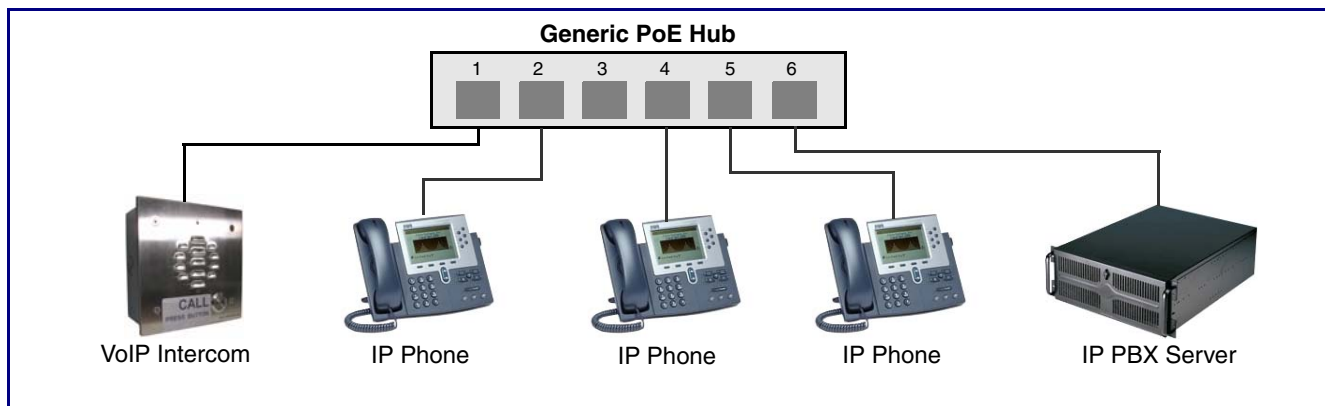 Generic PoE Hub
1 2 3 4 5 6
CALL
PRESS BUTTON
VoIP Intercom
IP Phone
IP Phone
IP Phone
IP PBX Server